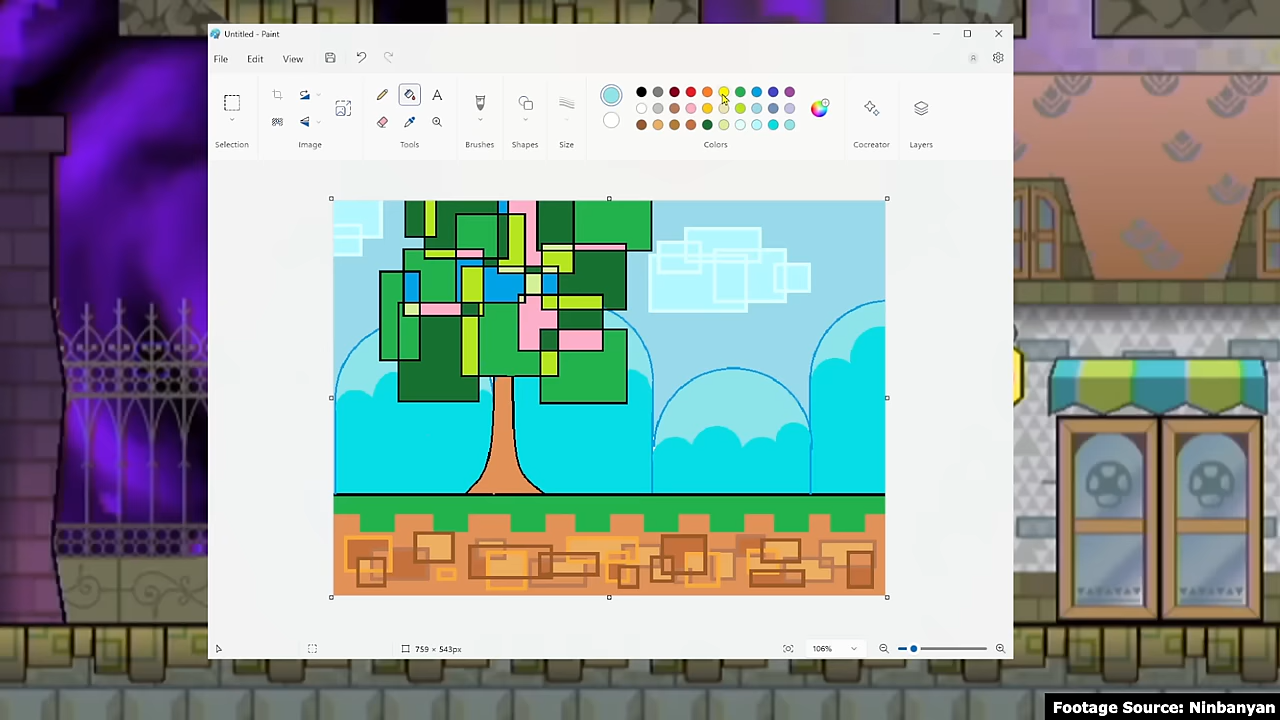 Untitled - Paint
File Edit View
Selection Image Tools Brushes Shapes Size Colors Cocreator Layers
A
759 × 543px
106%
Footage Source: Ninbanyan